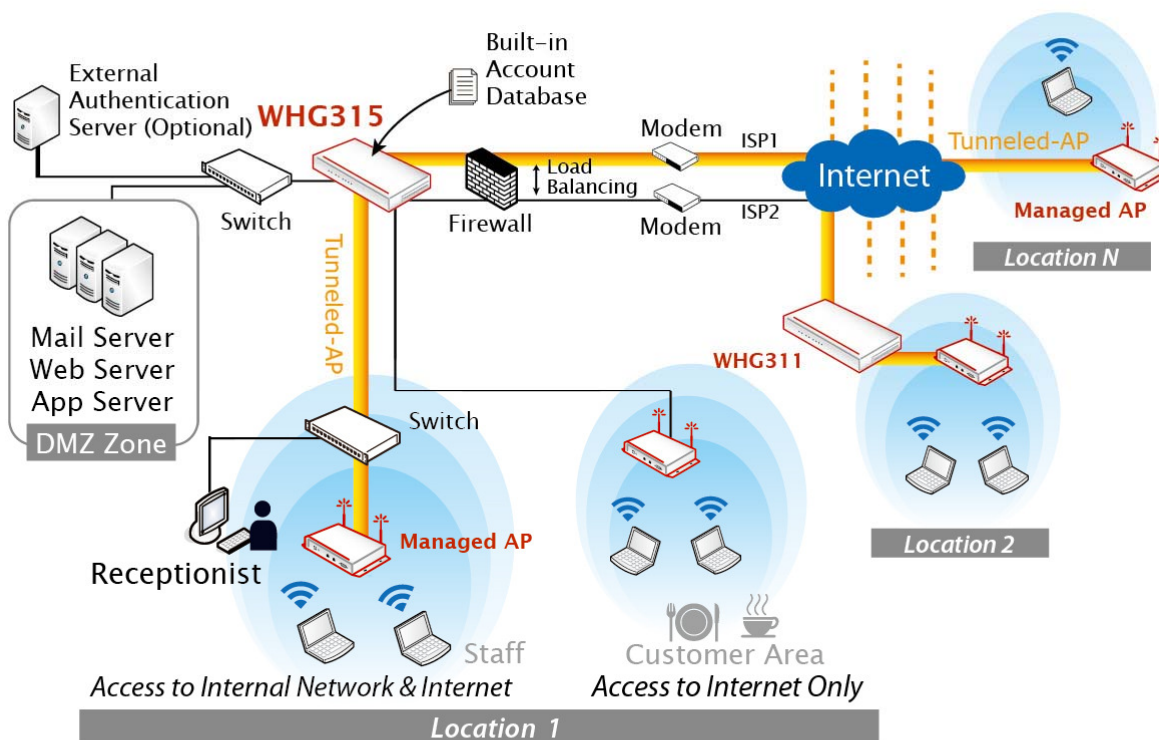 External
Authentication
Server (Optional)
WHG315
Built-in
Account
Database
Switch
Firewall
Load
Balancing
Modem
ISP1
Modem
ISP2
Internet
Tunneled-AP
Managed AP
Location N
Mail Server
Web Server
App Server
DMZ Zone
Tunneled-AP
Switch
Receptionist
Managed AP
Staff
Access to Internal Network & Internet
Customer Area
Access to Internet Only
Location 1
WHG311
Location 2